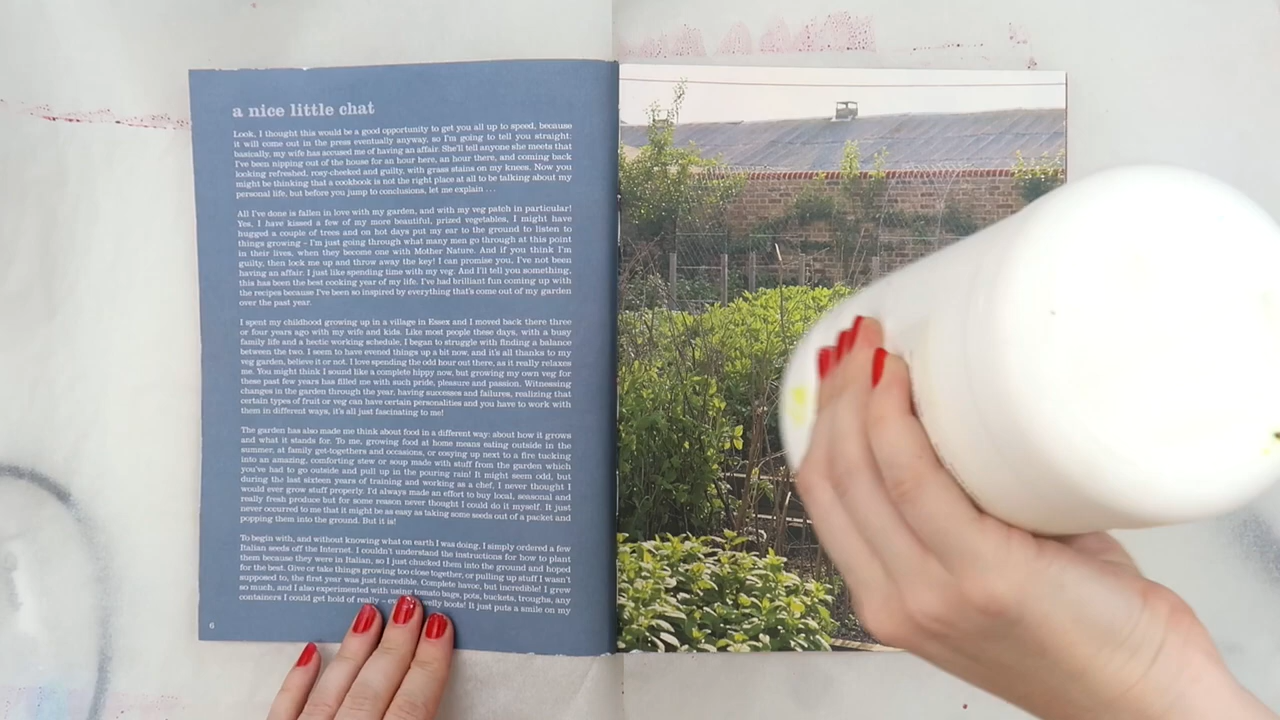 a nice little chat
Look, I thought this would be a good opportunity to get you all up to speed, because
it will come out in the press eventually anyway, so I'm going to tell you straight:
basically, my wife has accused me of having an affair. She'll tell anyone she meets that
I've been nipping out of the house for an hour here, an hour there, and coming back
looking refreshed, rosy-cheeked and guilty, with grass stains on my knees. Now you
might be thinking that a cookbook is not the right place at all to be talking about my
personal life, but before you jump to conclusions, let me explain . . .
All I've done is fallen in love with my garden, and with my veg patch in particular!
Yes, I have kissed a few of my more beautiful, prized vegetables, I might have
hugged a couple of trees and on hot days put my ear to the ground to listen to
things growing – I'm just going through what many men go through at this point
in their lives, when they become one with Mother Nature. And if you think I'm
guilty, then lock me up and throw away the key! I can promise you, I've not been
having an affair. I just like spending time with my veg. And I'll tell you something,
this has been the best cooking year of my life. I've had brilliant fun coming up with
the recipes because I've been so inspired by everything that's come out of my garden
over the past year.
I spent my childhood growing up in a village in Essex and I moved back there three
or four years ago with my wife and kids. Like most people these days, with a busy
family life and a hectic working schedule, I began to struggle with finding a balance
between the two. I seem to have evened things up a bit now, and it's all thanks to my
veg garden, believe it or not. I love spending the odd hour out there, as it really relaxes
me. You might think I sound like a complete hippy now, but growing my own veg for
these past few years has filled me with such pride, pleasure and passion. Witnessing
changes in the garden through the year, having successes and failures, realizing that
certain types of fruit or veg can have certain personalities and you have to work with
them in different ways, it's all just fascinating to me!
The garden has also made me think about food in a different way: about how it grows
and what it stands for. To me, growing food at home means eating outside in the
summer, at family get-togethers and occasions, or cosying up next to a fire tucking
into an amazing, comforting stew or soup made with stuff from the garden which
you've had to go outside and pull up in the pouring rain! It might seem odd, but
during the last sixteen years of training and working as a chef, I never thought I
would ever grow stuff properly. I'd always made an effort to buy local, seasonal and
really fresh produce but for some reason never thought I could do it myself. It just
never occurred to me that it might be as easy as taking some seeds out of a packet and
popping them into the ground. But it is!
To begin with, and without knowing what on earth I was doing, I simply ordered a few
Italian seeds off the Internet. I couldn't understand the instructions for how to plant
them because they were in Italian, so I just chucked them into the ground and hoped
for the best. Give or take things growing too close together, or pulling up stuff I wasn't
supposed to, the first year was just incredible. Complete havoc, but incredible! I grew
so much, and I also experimented with using tomato bags, pots, buckets, troughs, any
containers I could get hold of really – welly boots! It just puts a smile on my
6